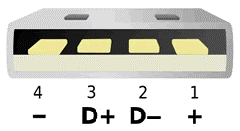 4 3 2 1
– D+ D– +